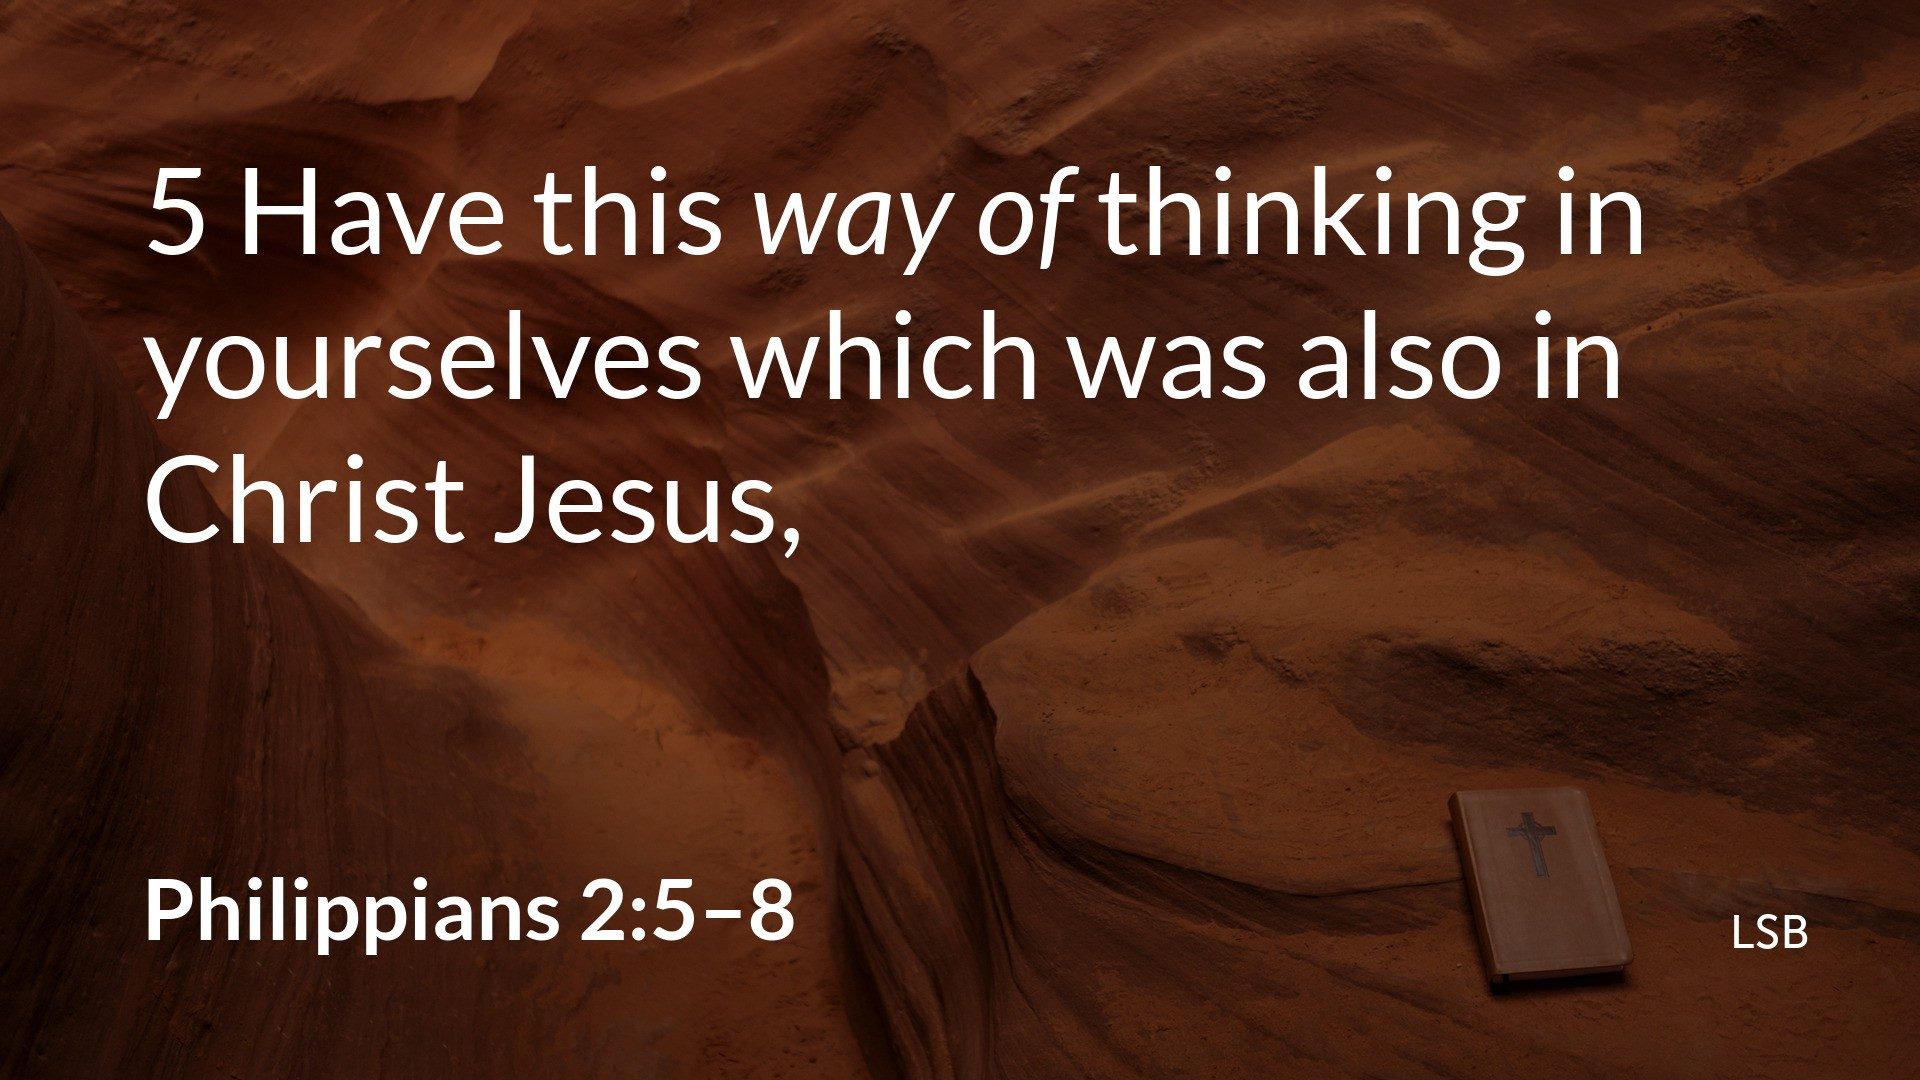 5 Have this way of thinking in
yourselves which was also in
Christ Jesus,
Philippians 2:5–8
LSB